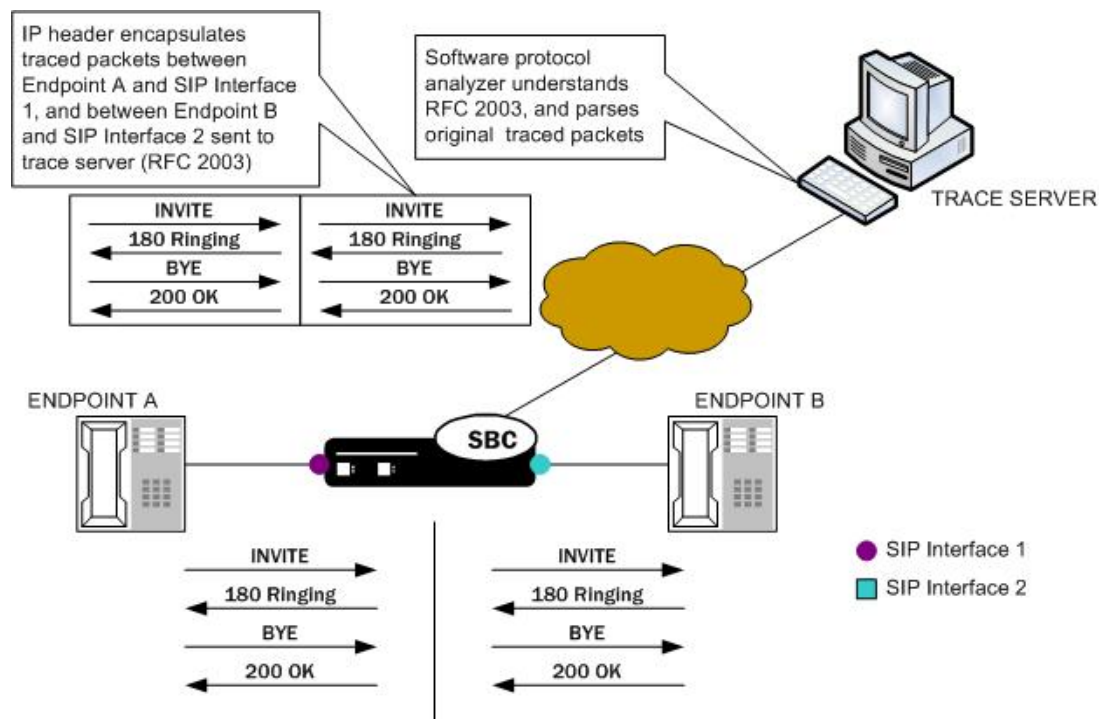 IP header encapsulates
traced packets between
Endpoint A and SIP Interface
1, and between Endpoint B
and SIP Interface 2 sent to
trace server (RFC 2003)
Software protocol
analyzer understands
RFC 2003, and parses
original traced packets
TRACE SERVER
INVITE
180 Ringing
BYE
200 OK
INVITE
180 Ringing
BYE
200 OK
ENDPOINT A
SBC
ENDPOINT B
INVITE
180 Ringing
BYE
200 OK
INVITE
180 Ringing
BYE
200 OK
SIP Interface 1
SIP Interface 2